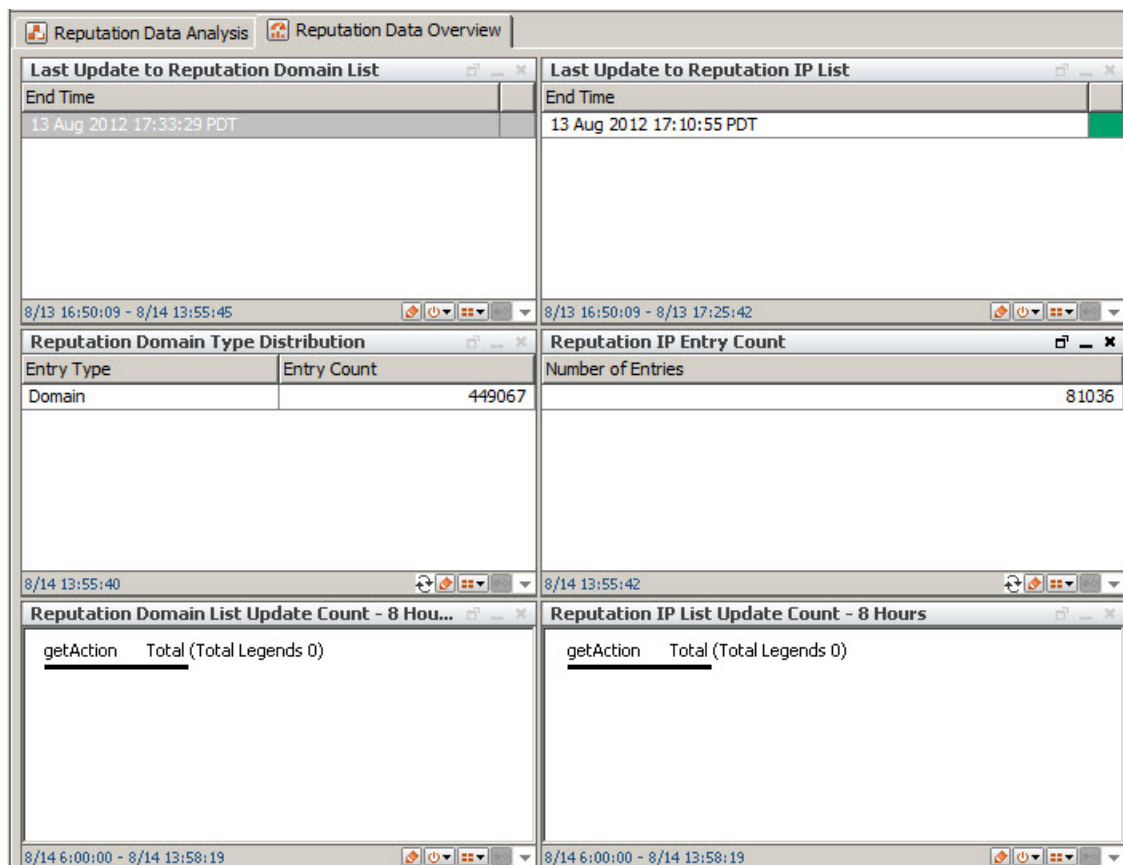 Reputation Data Analysis Reputation Data Overview
Last Update to Reputation Domain List
End Time
13 Aug 2012 17:33:29 PDT
8/13 16:50:09 - 8/14 13:55:45
Last Update to Reputation IP List
End Time
13 Aug 2012 17:10:55 PDT
8/13 16:50:09 - 8/13 17:25:42
Reputation Domain Type Distribution
Entry Type Entry Count
Domain 449067
8/14 13:55:40
Reputation IP Entry Count
Number of Entries
81036
8/14 13:55:42
Reputation Domain List Update Count - 8 Hou...
getAction Total (Total Legends 0)
8/14 6:00:00 - 8/14 13:58:19
Reputation IP List Update Count - 8 Hours
getAction Total (Total Legends 0)
8/14 6:00:00 - 8/14 13:58:19